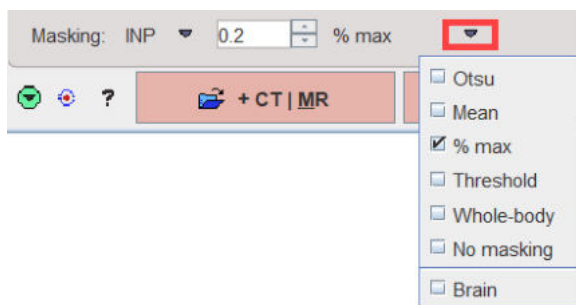 Masking: INP 0.2 % max
? + CT | MR
Otsu
Mean
% max
Threshold
Whole-body
No masking
Brain